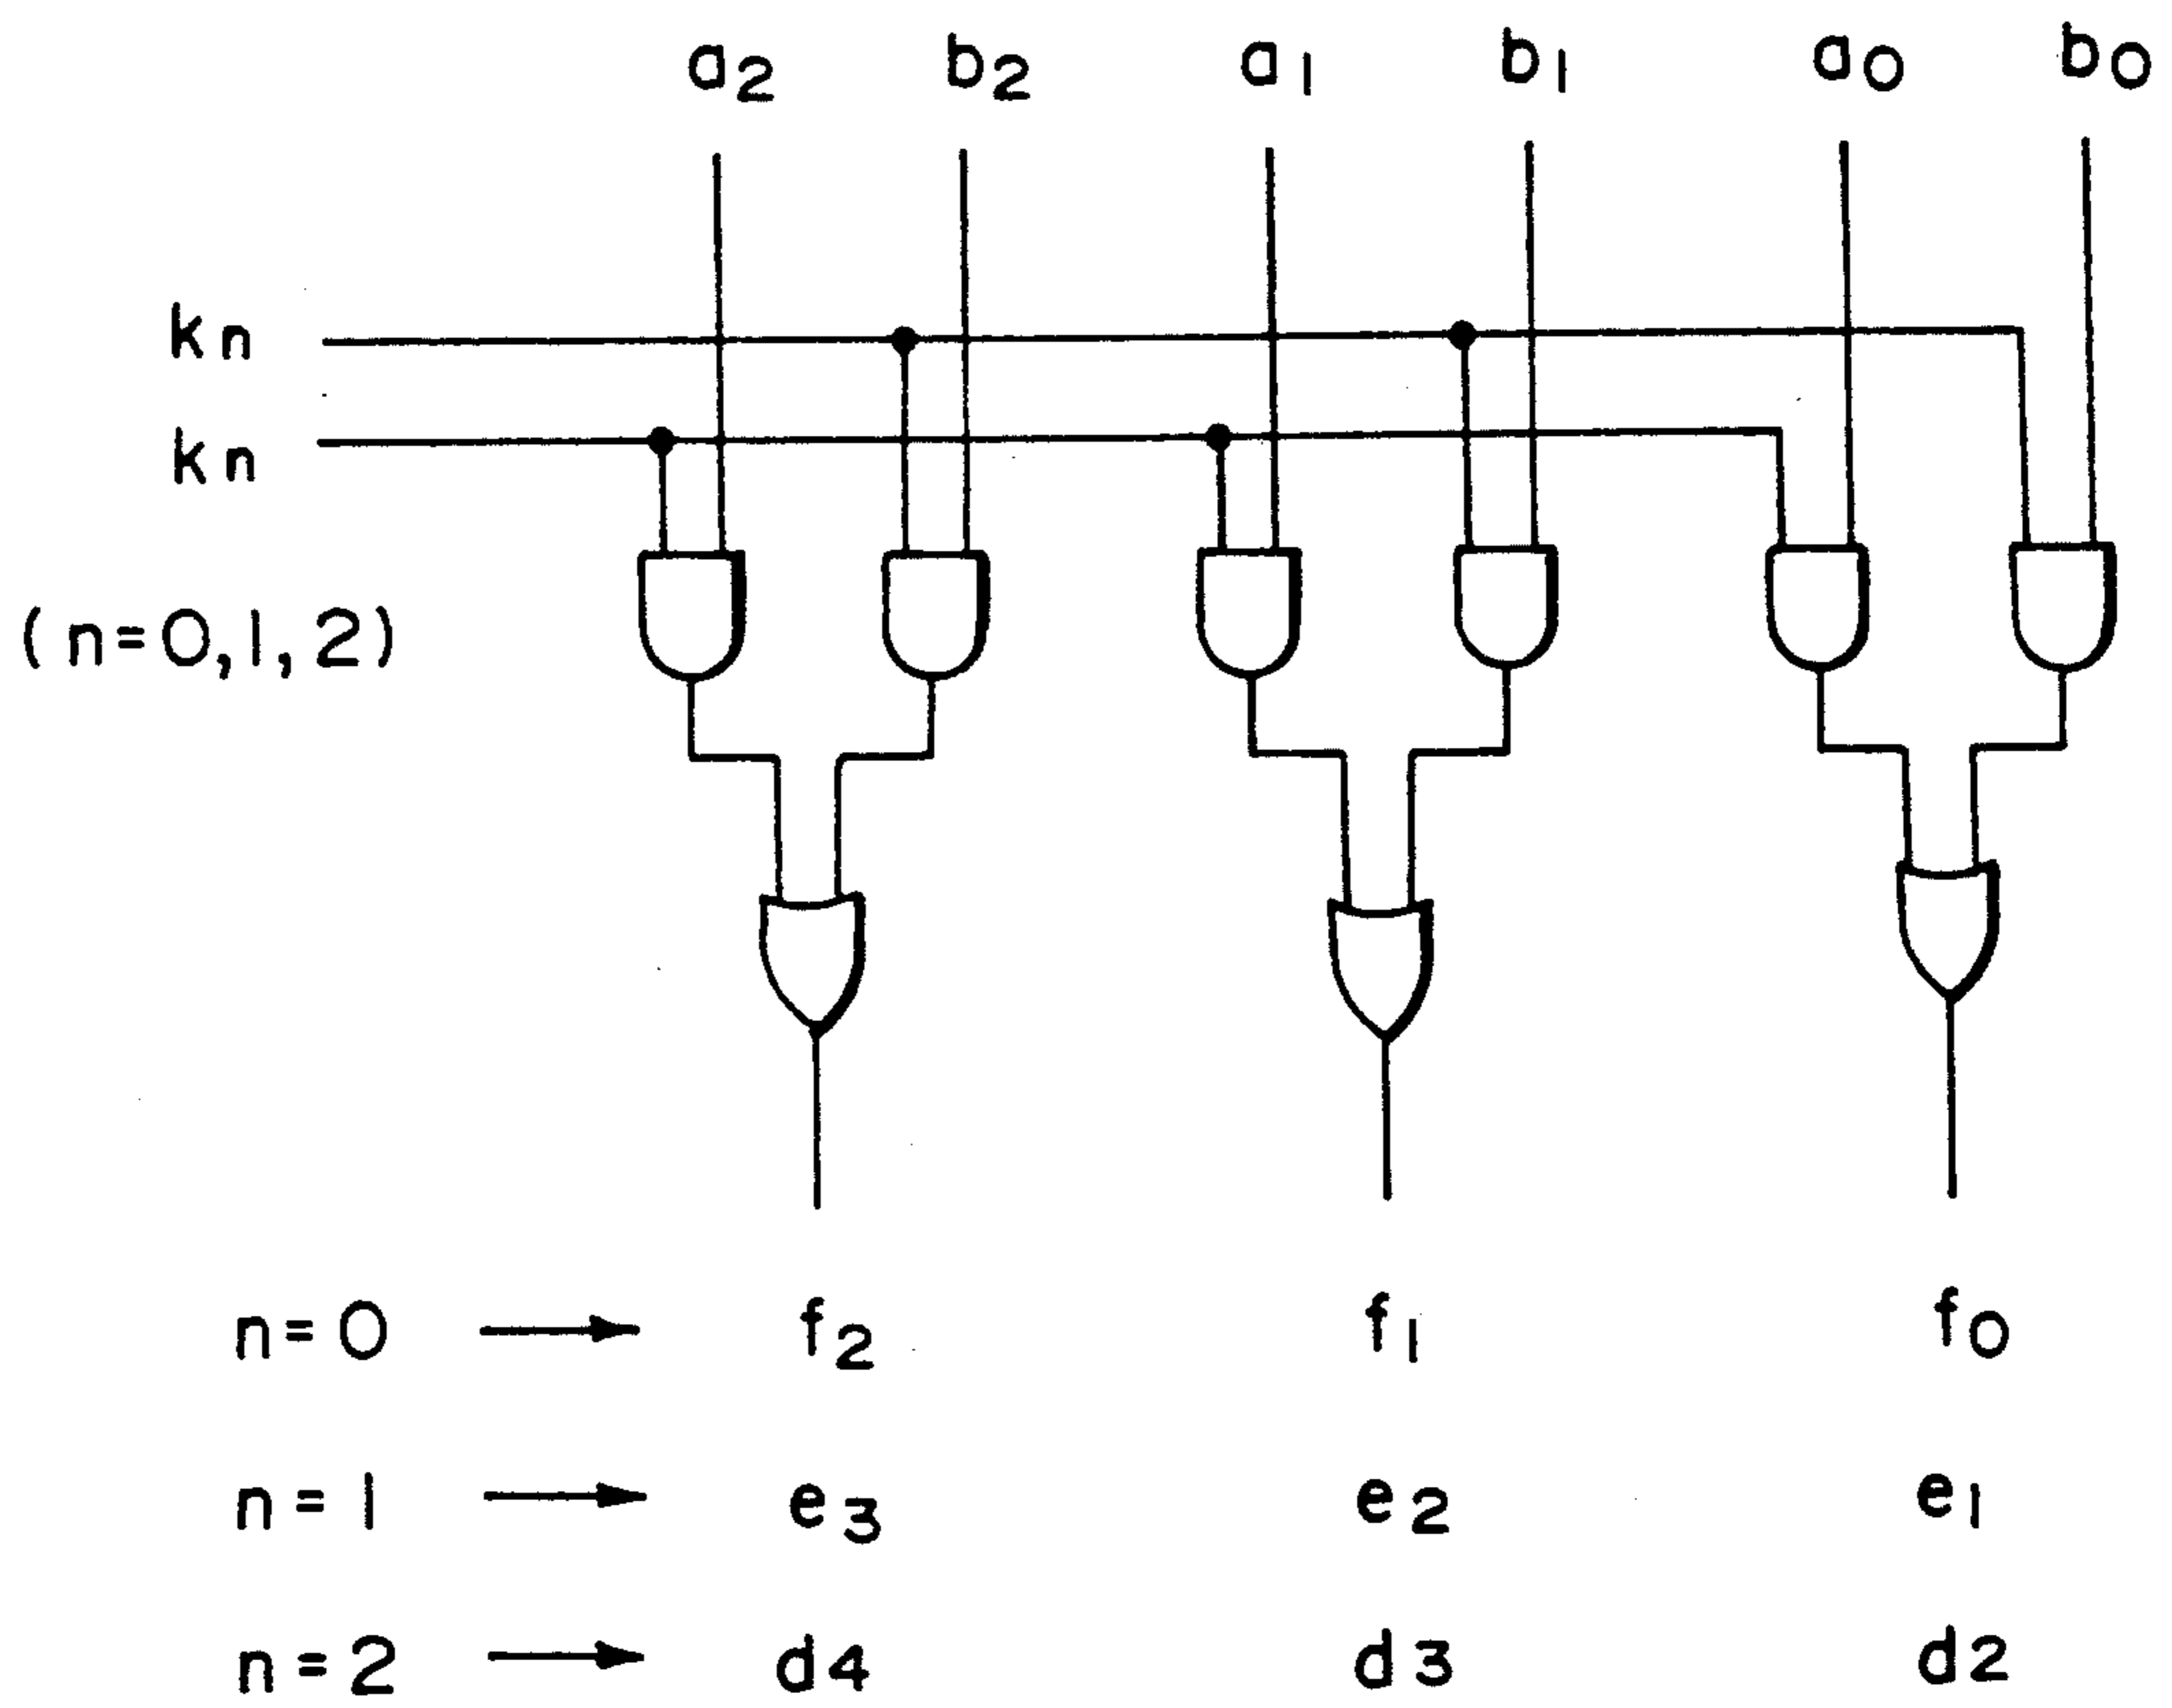 a2 b2 a1 b1 a0 b0
kn
kn
(n=0,1,2)
n=0 f2 f1 f0
n=1 e3 e2 e1
n=2 d4 d3 d2